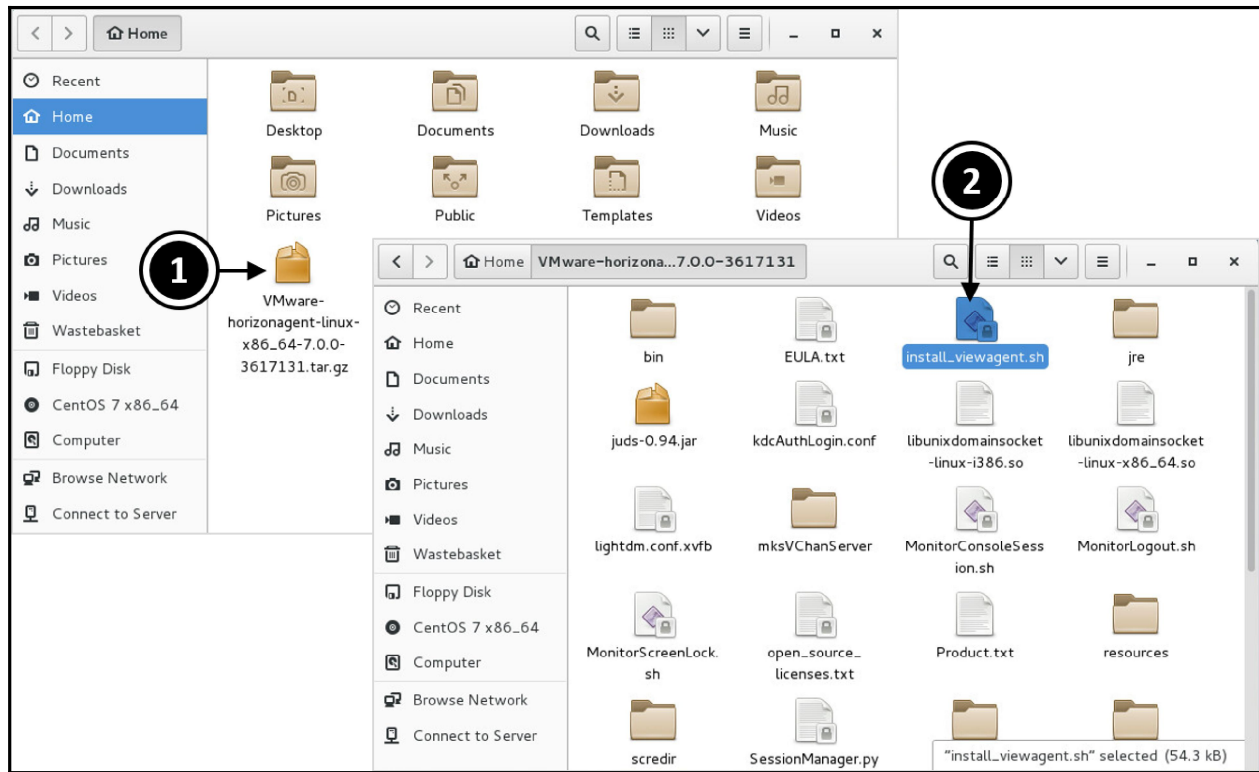 Home
Recent
Home
Documents
Downloads
Music
Pictures
Videos
Wastebasket
Floppy Disk
CentOS 7 x86_64
Computer
Browse Network
Connect to Server
Desktop
Documents
Downloads
Music
Pictures
Public
Templates
Videos
1
VMware-
horizonagent-linux-
x86_64-7.0.0-
3617131.tar.gz
2
Home
VMware-horizona...7.0.0-3617131
Recent
Home
Documents
Downloads
Music
Pictures
Videos
Wastebasket
Floppy Disk
CentOS 7 x86_64
Computer
Browse Network
Connect to Server
bin
EULA.txt
install_viewagent.sh
jre
juds-0.94.jar
kdcAuthLogin.conf
libunixdomainsocket
-linux-i386.so
libunixdomainsocket
-linux-x86_64.so
lightdm.conf.xvfb
mksVChanServer
MonitorConsoleSess
ion.sh
MonitorLogout.sh
MonitorScreenLock.
sh
open_source_
licenses.txt
Product.txt
resources
scredir
SessionManager.py
"install_viewagent.sh" selected (54.3 kB)